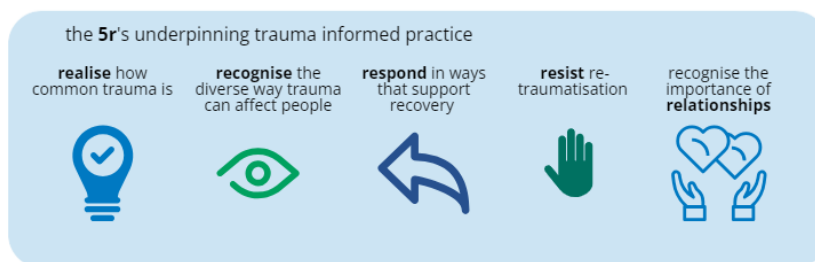 the 5r's underpinning trauma informed practice
realise how
common trauma is
recognise the
diverse way trauma
can affect people
respond in ways
that support
recovery
resist re-
traumatisation
recognise the
importance of
relationships